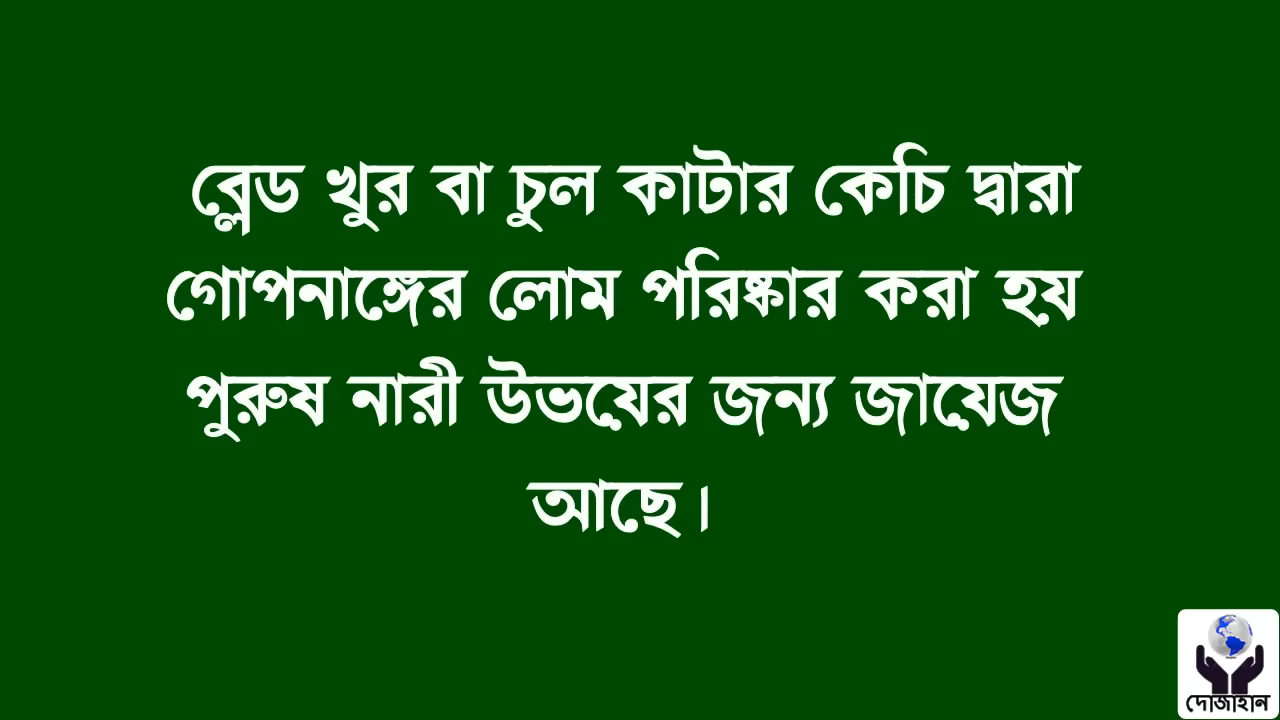 ব্লেড খুর বা চুল কাটার কেচি দ্বারা
গোপনাঙ্গের লোম পরিষ্কার করা হয
পুরুষ নারী উভযের জন্য জাযেজ
আছে।
দোজাহান